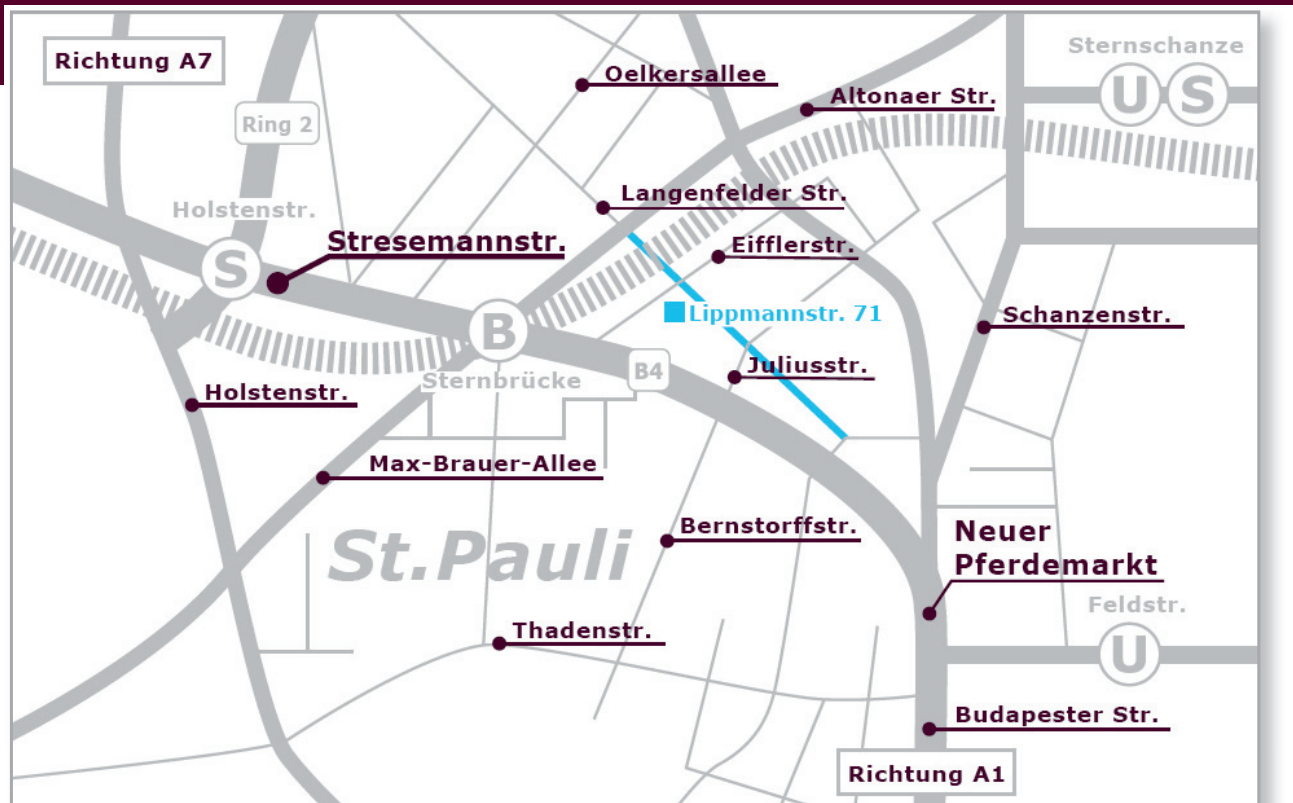 Sternschanze
Richtung A7
Oelkersallee
U S
Altonaer Str.
Ring 2
Langenfelder Str.
Holstenstr.
Stresemannstr.
Eifflerstr.
S
Lippmannstr. 71
Schanzenstr.
B
Juliusstr.
B4
Sternbrücke
Holstenstr.
Max-Brauer-Allee
Bernstorffstr.
Neuer
Pferdemarkt
St.Pauli
Feldstr.
Thadenstr.
U
Budapester Str.
Richtung A1